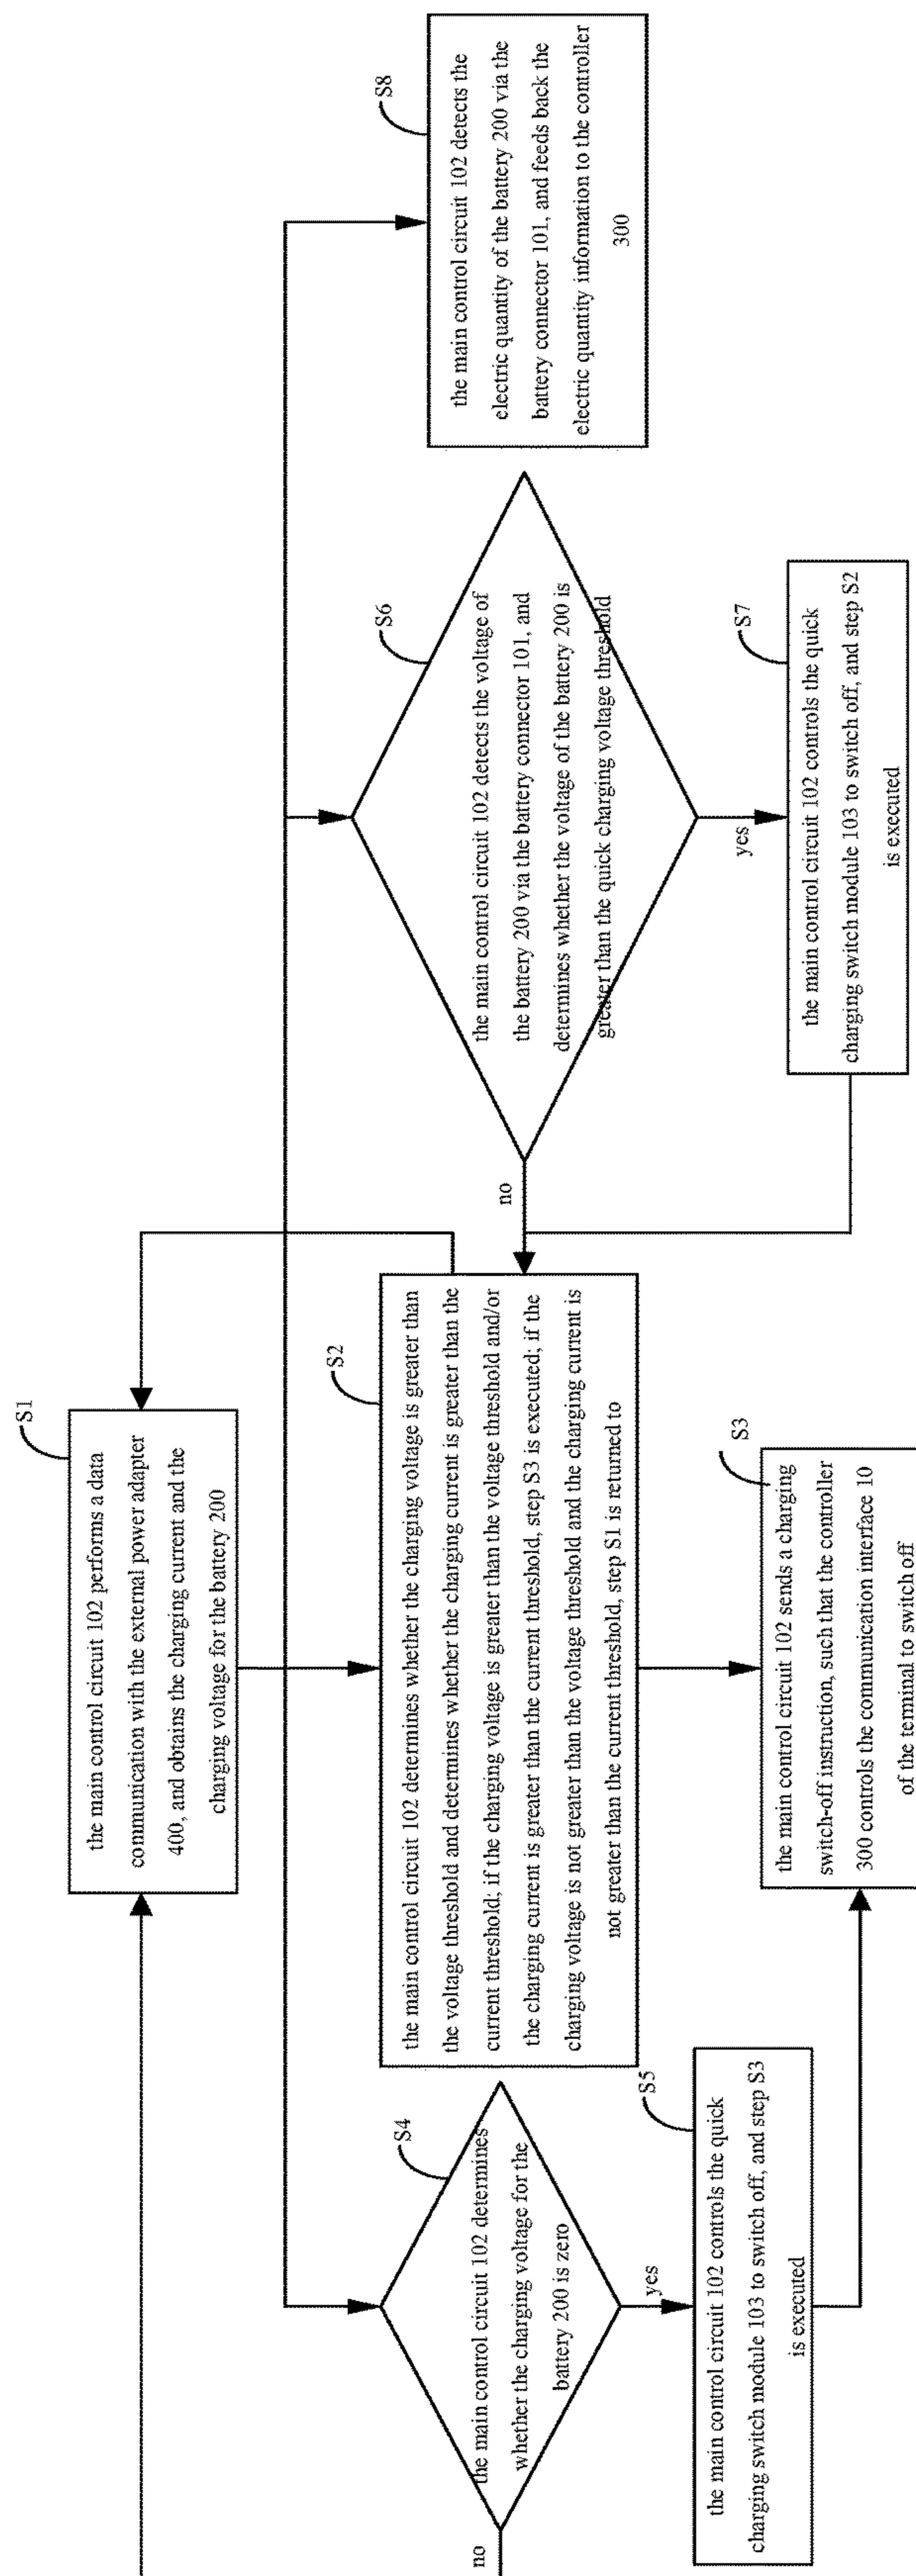 S1
the main control circuit 102 performs a data
communication with the external power adapter
400, and obtains the charging current and the
charging voltage for the battery 200
S4
the main control circuit 102 determines
whether the charging voltage for the
battery 200 is zero
no
yes
S2
the main control circuit 102 determines whether the charging voltage is greater than
the voltage threshold and determines whether the charging current is greater than the
current threshold; if the charging voltage is greater than the voltage threshold and/or
the charging current is greater than the current threshold, step S3 is executed; if the
charging voltage is not greater than the voltage threshold and the charging current is
not greater than the current threshold, step S1 is returned to
S6
the main control circuit 102 detects the voltage of
the battery 200 via the battery connector 101, and
determines whether the voltage of the battery 200 is
greater than the quick charging voltage threshold
no
yes
S8
the main control circuit 102 detects the
electric quantity of the battery 200 via the
battery connector 101, and feeds back the
electric quantity information to the controller
300
S5
the main control circuit 102 controls the quick
charging switch module 103 to switch off, and step S3
is executed
S3
the main control circuit 102 sends a charging
switch-off instruction, such that the controller
300 controls the communication interface 10
of the terminal to switch off
S7
the main control circuit 102 controls the quick
charging switch module 103 to switch off, and step S2
is executed